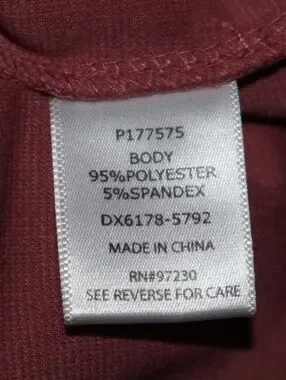 P177575
BODY
95%POLYESTER
5%SPANDEX
DX6178-5792
MADE IN CHINA
RN#97230
SEE REVERSE FOR CARE